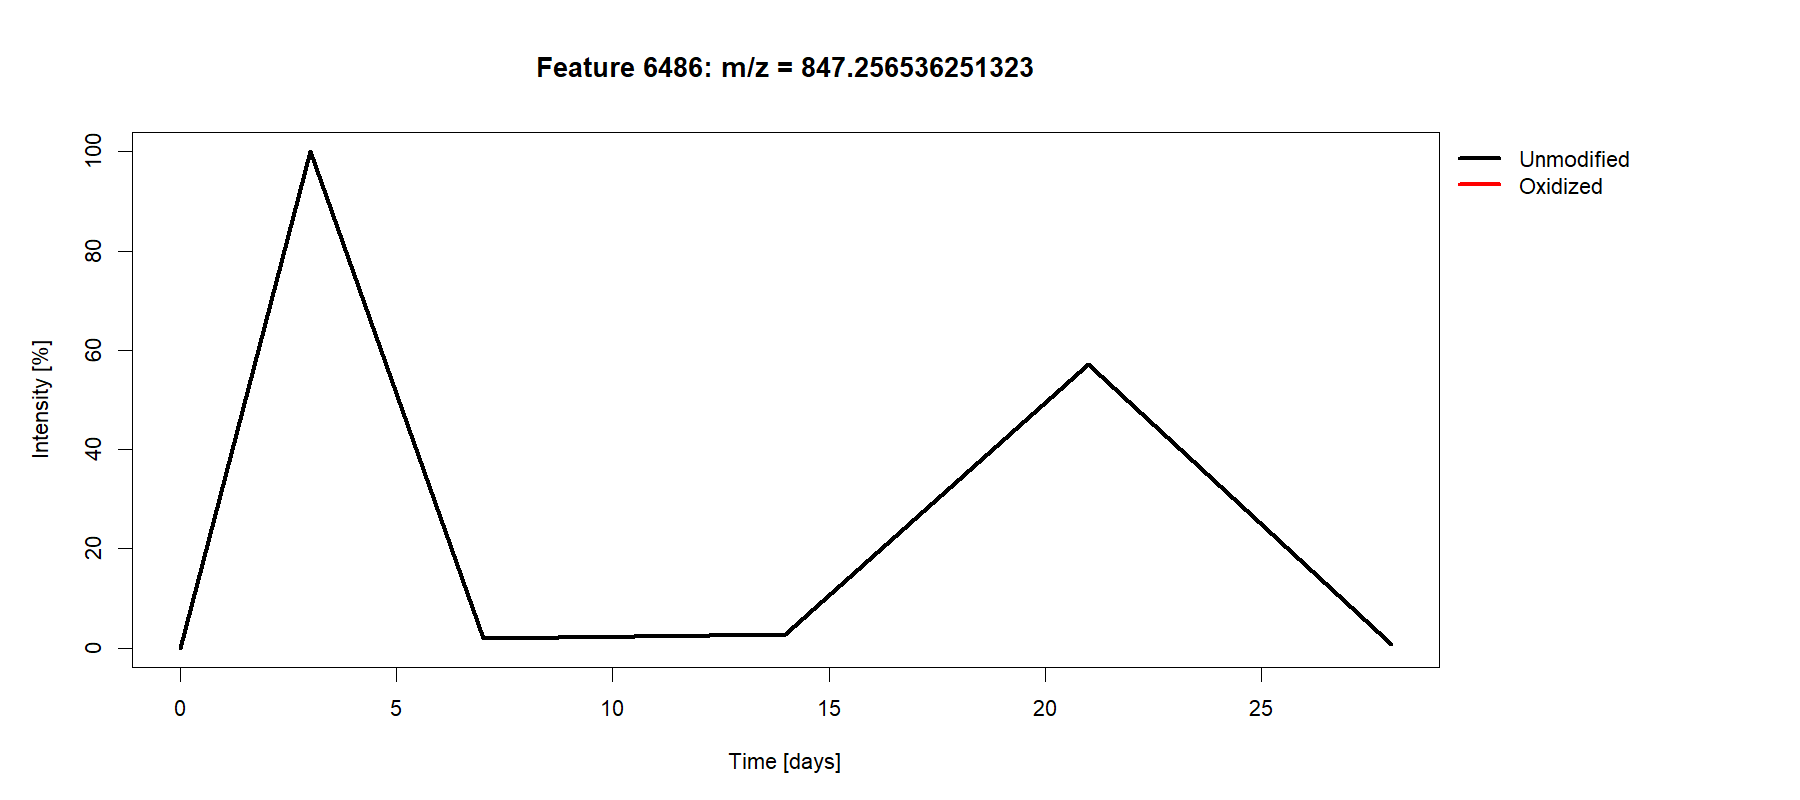 Feature 6486: m/z = 847.256536251323
Unmodified
Oxidized
Intensity [%]
100
80
60
40
20
0
0 5 10 15 20 25
Time [days]